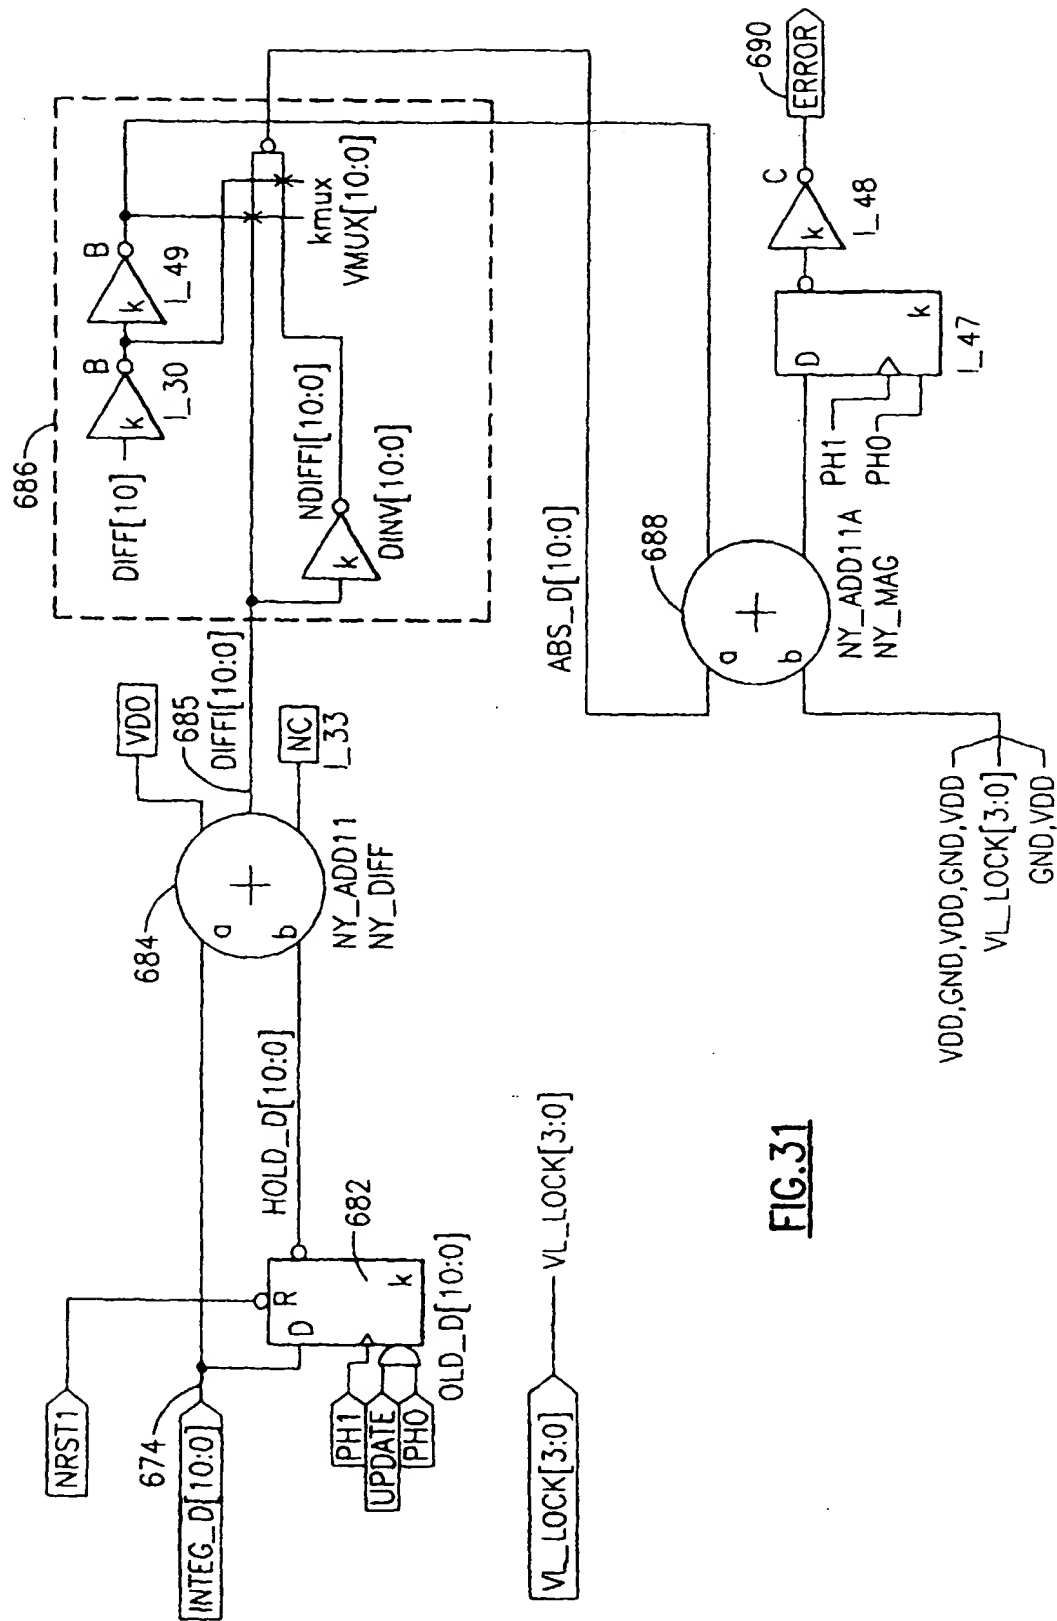 NRST1
674
INTEG_D[10:0]
D
R
682
k
OLD_D[10:0]
PH1
UPDATE
PH0
HOLD_D[10:0]
684
a
b
+
NY_ADD11
NY_DIFF
VDD
685
DIFFI[10:0]
NC
I_33
686
DIFF[10]
k
B
I_30
k
B
I_49
NDIFFI[10:0]
k
DINV[10:0]
kmux
VMUX[10:0]
ABS_D[10:0]
688
a
b
+
NY_ADD11A
NY_MAG
VDD,GND,VDD,GND,VDD
VL_LOCK[3:0]
GND,VDD
D
PH1
PH0
k
I_47
k
C
I_48
690
ERROR
VL_LOCK[3:0]
VL_LOCK[3:0]
FIG.31